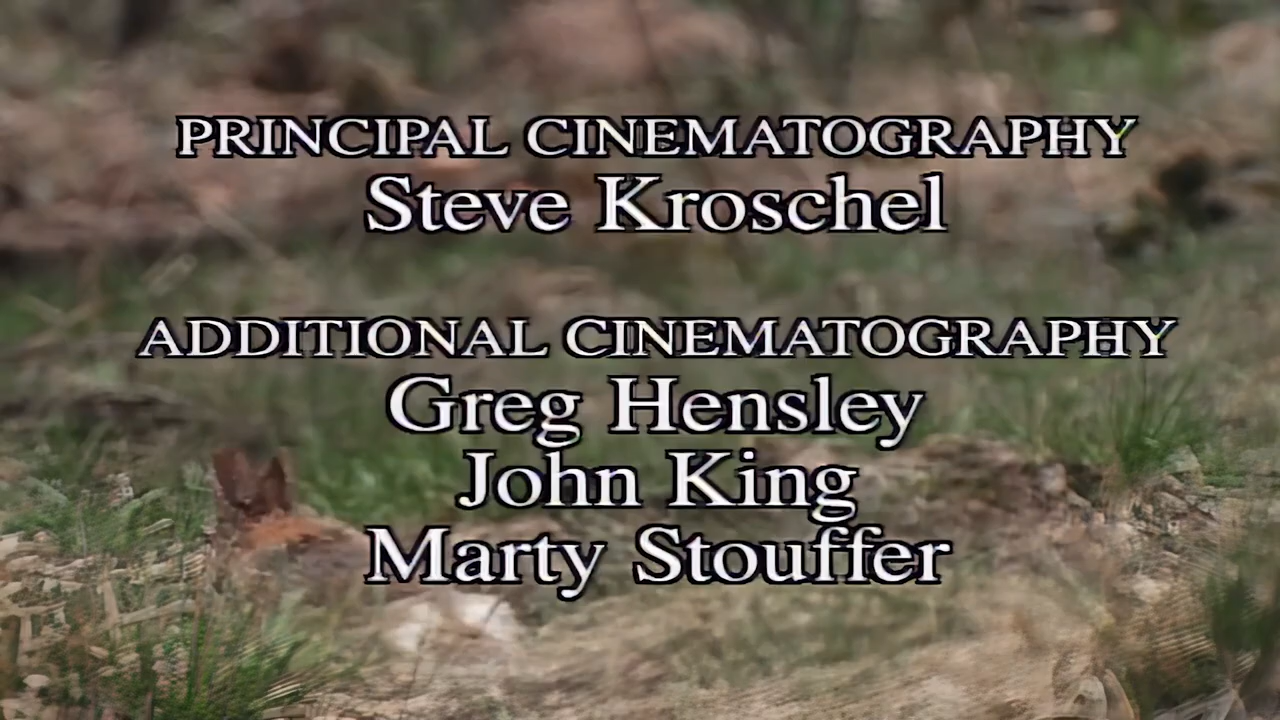 PRINCIPAL CINEMATOGRAPHY
Steve Kroschel
ADDITIONAL CINEMATOGRAPHY
Greg Hensley
John King
Marty Stouffer